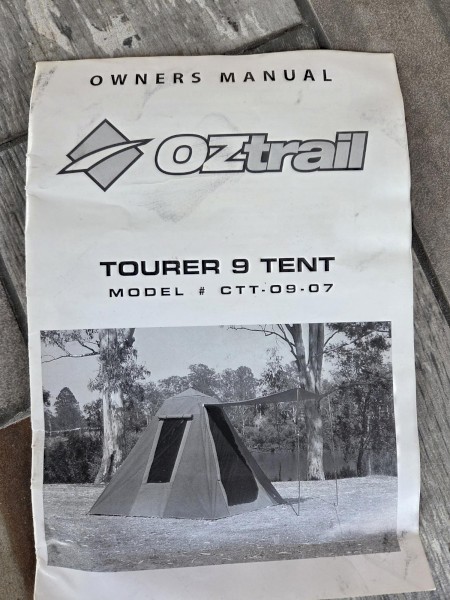 OWNERS MANUAL
OZtrail
TOURER 9 TENT
MODEL # CTT-09-07